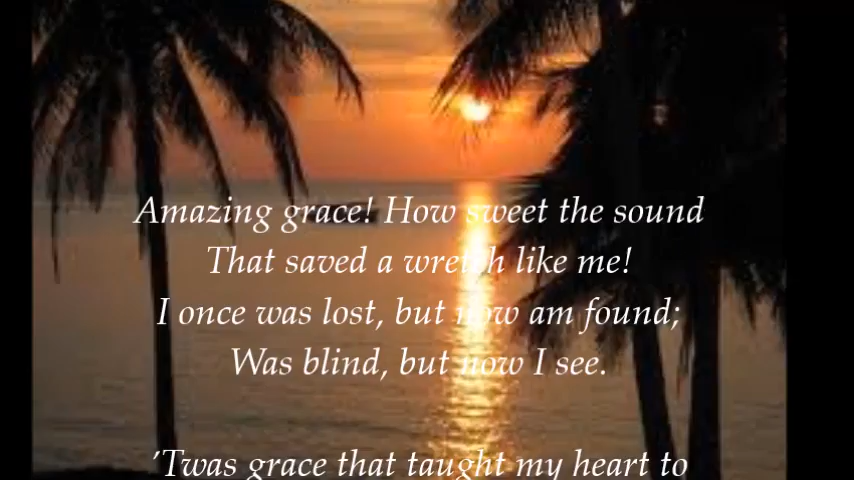 Amazing grace! How sweet the sound
That saved a wretch like me!
I once was lost, but now am found;
Was blind, but now I see.
'Twas grace that taught my heart to